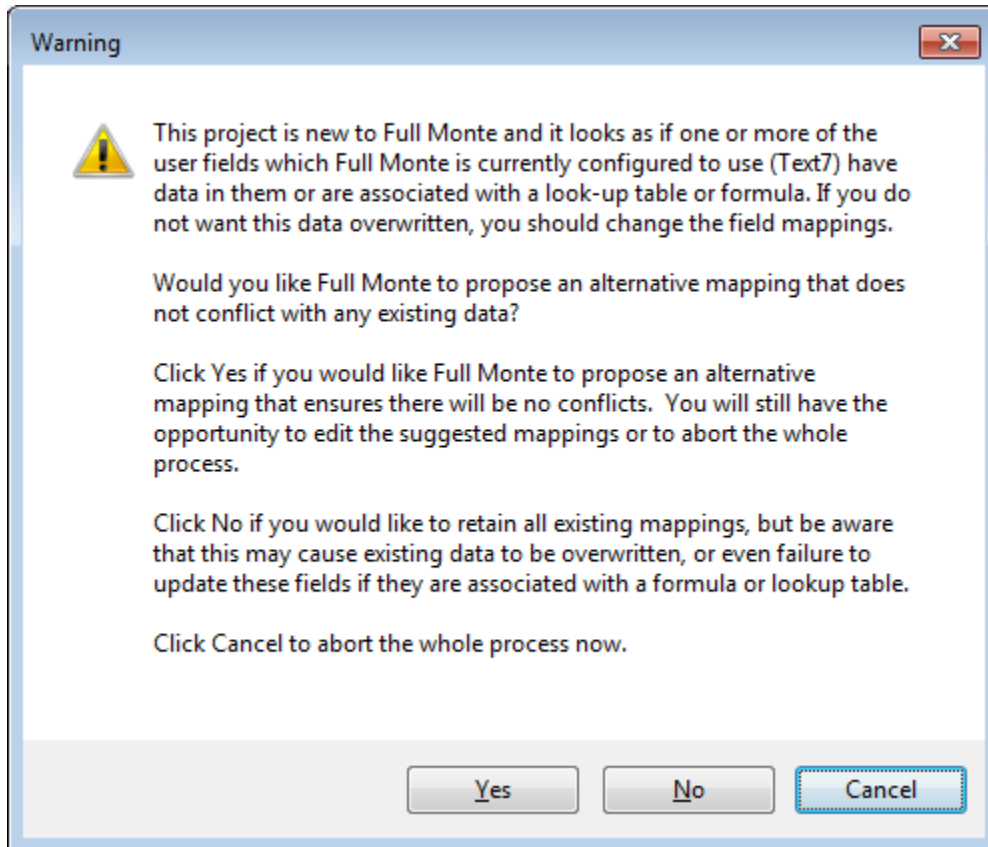 Warning
This project is new to Full Monte and it looks as if one or more of the
user fields which Full Monte is currently configured to use (Text7) have
data in them or are associated with a look-up table or formula. If you do
not want this data overwritten, you should change the field mappings.
Would you like Full Monte to propose an alternative mapping that does
not conflict with any existing data?
Click Yes if you would like Full Monte to propose an alternative
mapping that ensures there will be no conflicts.  You will still have the
opportunity to edit the suggested mappings or to abort the whole
process.
Click No if you would like to retain all existing mappings, but be aware
that this may cause existing data to be overwritten, or even failure to
update these fields if they are associated with a formula or lookup table.
Click Cancel to abort the whole process now.
Yes
No
Cancel